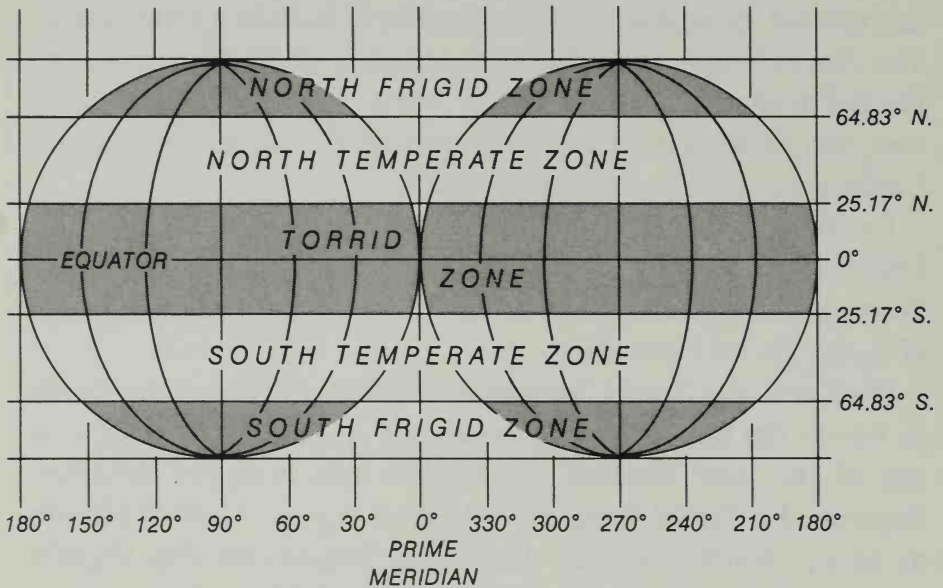 NORTH FRIGID ZONE
64.83° N.
NORTH TEMPERATE ZONE
25.17° N.
TORRID
EQUATOR
0°
ZONE
25.17° S.
SOUTH TEMPERATE ZONE
64.83° S.
SOUTH FRIGID ZONE
180° 150° 120° 90° 60° 30° 0° 330° 300° 270° 240° 210° 180°
PRIME
MERIDIAN